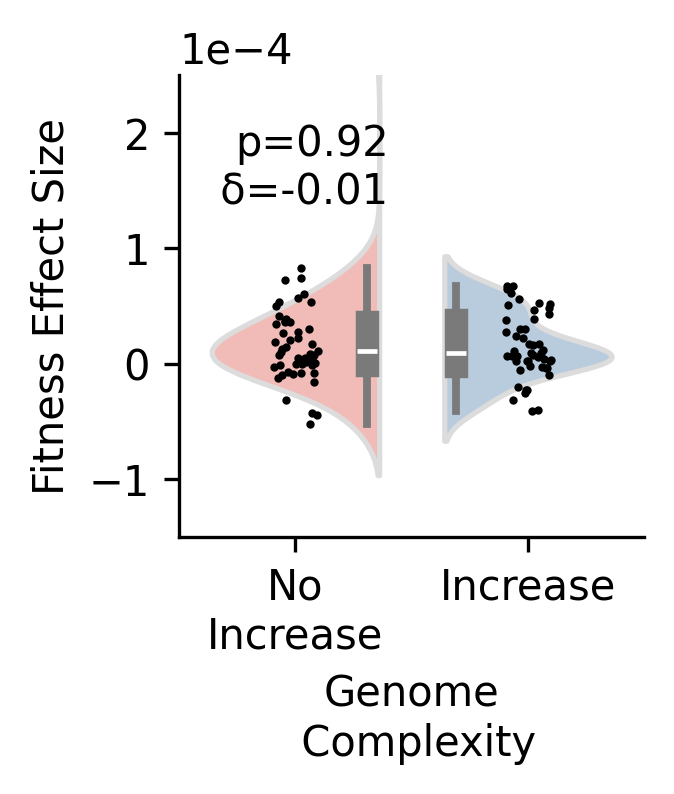 1e−4
Fitness Effect Size
2
1
0
−1
p=0.92
δ=-0.01
No
Increase
Increase
Genome
Complexity